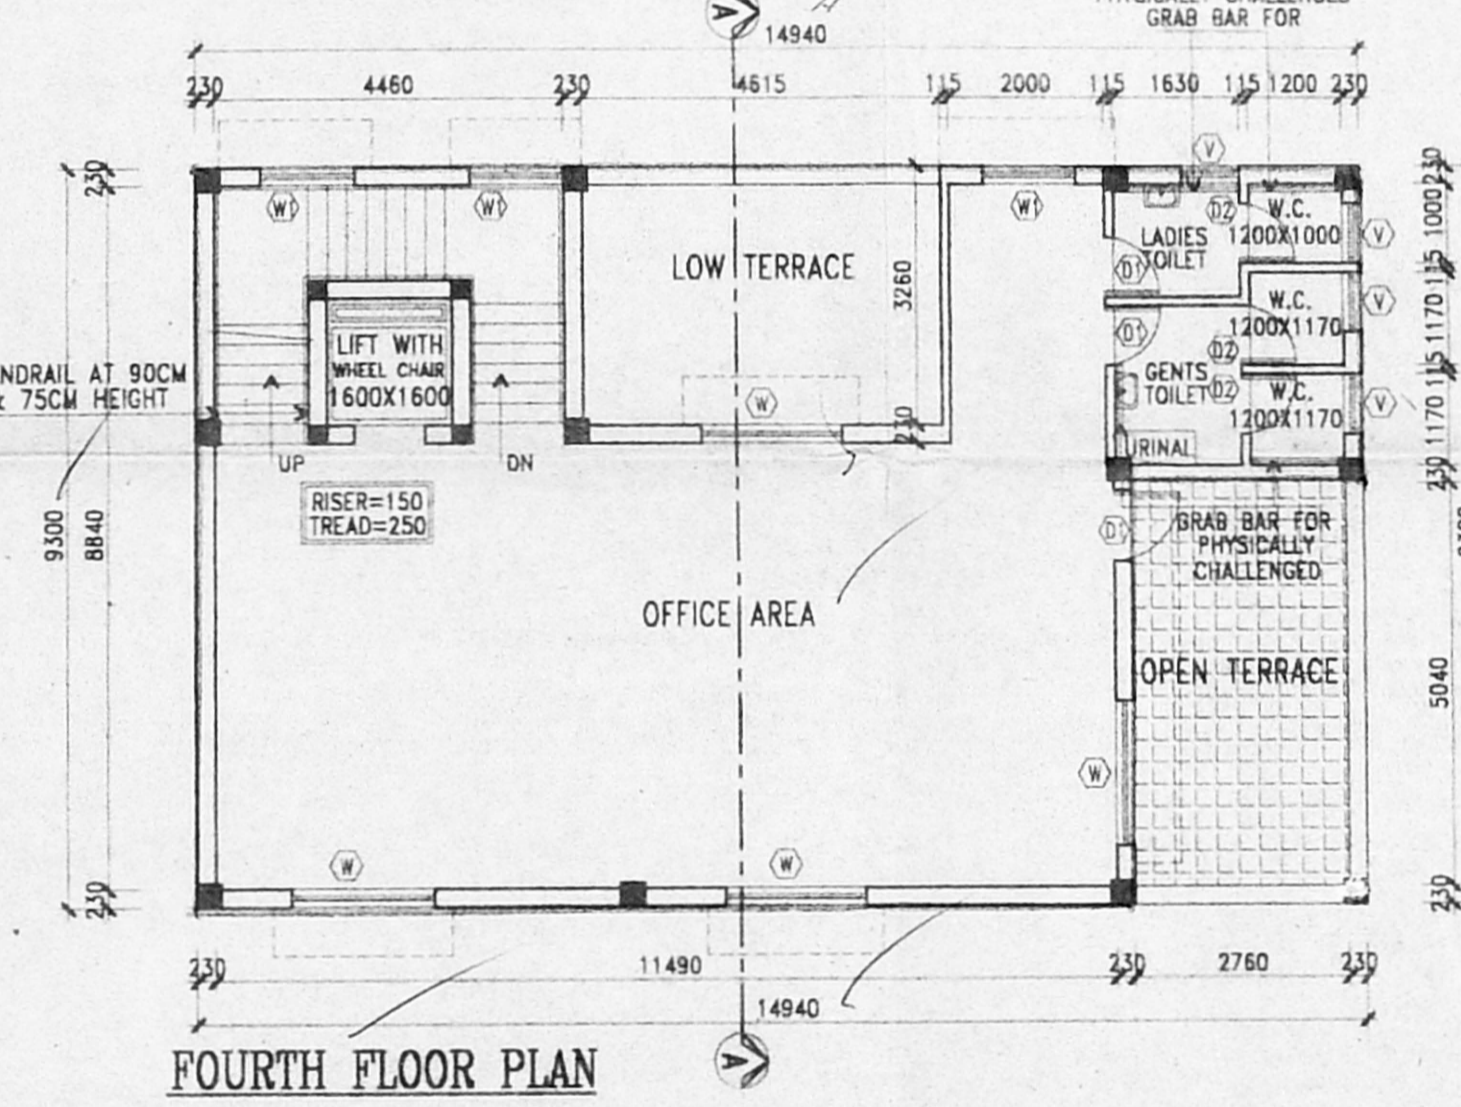 GRAB BAR FOR
A
14940
230 4460 230 4615 115 2000 115 1630 115 1200 230
230
V
230
W1 W1 W1
D2 W.C.
1200X1000
V
1000
LADIES
TOILET
LOW TERRACE
3260
D1
115
W.C.
1200X1170
V
1170
D1
LIFT WITH
WHEEL CHAIR
1600X1600
D2
115
GENTS
TOILET
D2 W.C.
1200X1170
V
1170
NDRAIL AT 90CM
& 75CM HEIGHT
W
230
URINAL
UP DN
230
RISER=150
TREAD=250
9300 8840
D1
GRAB BAR FOR
PHYSICALLY
CHALLENGED
OFFICE AREA
OPEN TERRACE
5040
W
W W
230
230
230 11490 230 2760 230
14940
A
FOURTH FLOOR PLAN